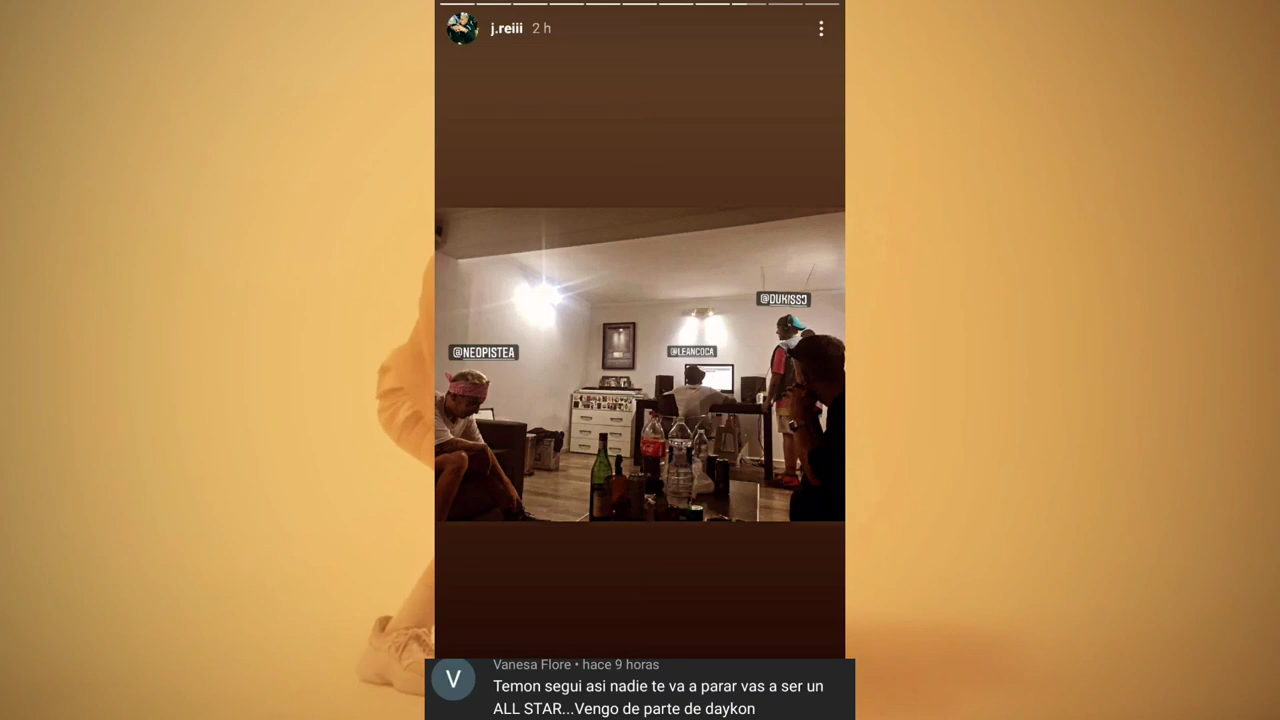 j.reiii 2 h
@DUKISSJ
@NEOPISTEA
@LEANCOCA
Vanesa Flore • hace 9 horas
Temon segui asi nadie te va a parar vas a ser un
ALL STAR...Vengo de parte de daykon